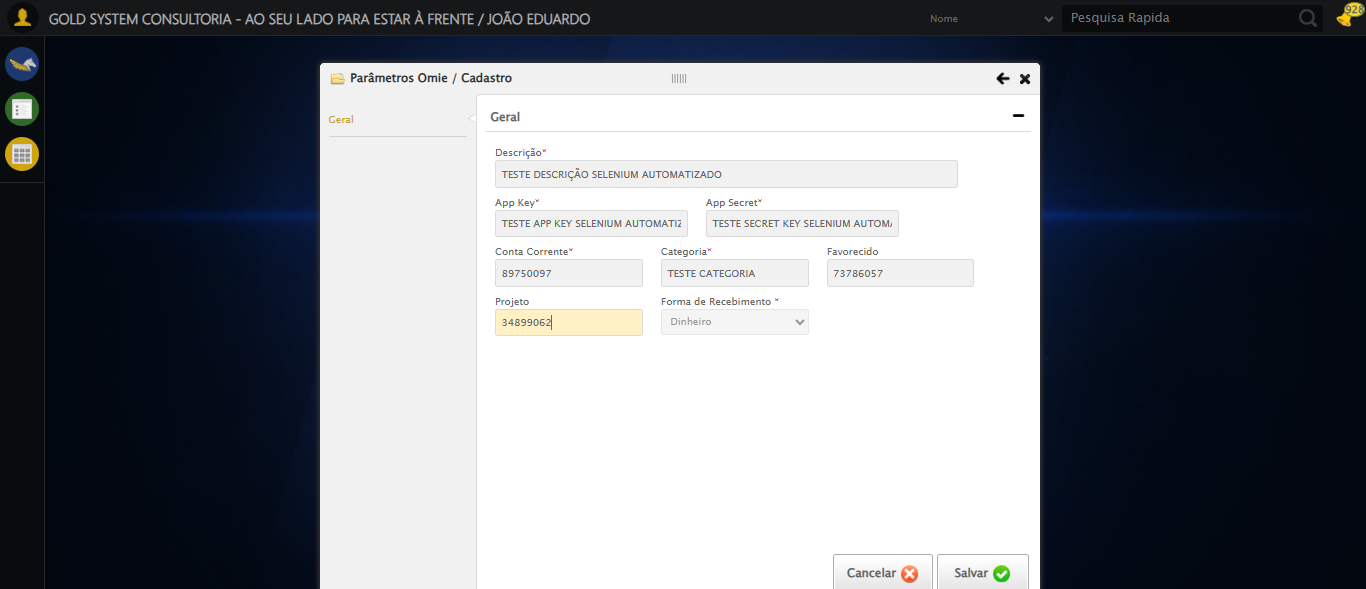 GOLD SYSTEM CONSULTORIA - AO SEU LADO PARA ESTAR À FRENTE / JOÃO EDUARDO
Nome
Pesquisa Rapida
928
Parâmetros Omie / Cadastro
Geral
Geral
Descrição*
TESTE DESCRIÇÃO SELENIUM AUTOMATIZADO
App Key* App Secret*
TESTE APP KEY SELENIUM AUTOMATIZ TESTE SECRET KEY SELENIUM AUTOMA
Conta Corrente* Categoria* Favorecido
89750097 TESTE CATEGORIA 73786057
Projeto Forma de Recebimento *
34899062 Dinheiro
Cancelar Salvar